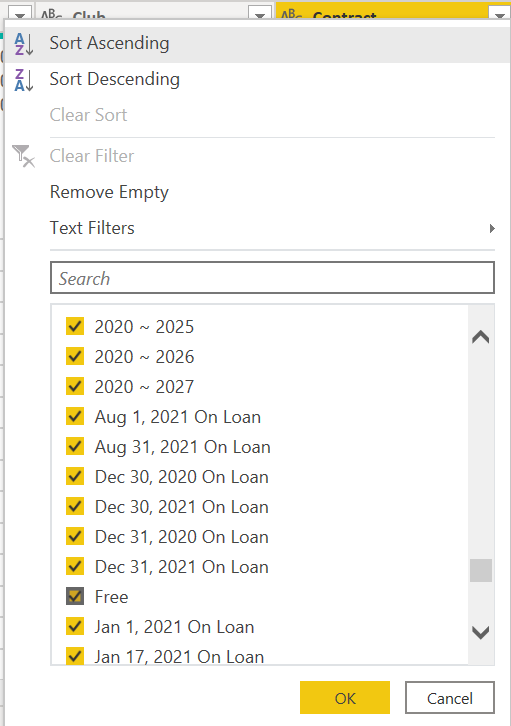 ABC Club ABC Contract
Sort Ascending
Sort Descending
Clear Sort
Clear Filter
Remove Empty
Text Filters
Search
2020 ~ 2025
2020 ~ 2026
2020 ~ 2027
Aug 1, 2021 On Loan
Aug 31, 2021 On Loan
Dec 30, 2020 On Loan
Dec 30, 2021 On Loan
Dec 31, 2020 On Loan
Dec 31, 2021 On Loan
Free
Jan 1, 2021 On Loan
Jan 17, 2021 On Loan
OK Cancel